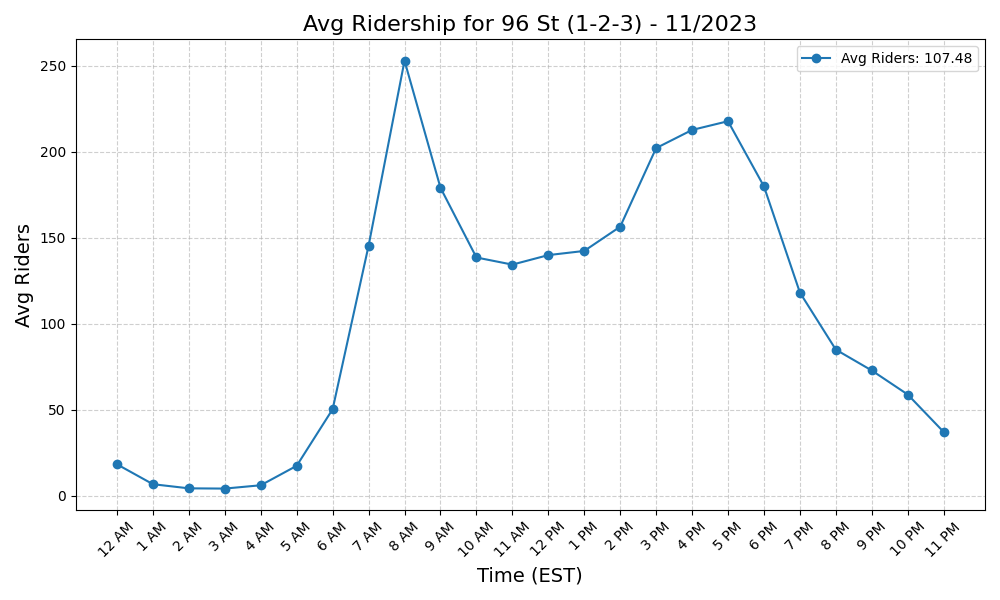 Avg Ridership for 96 St (1-2-3) - 11/2023
Avg Riders: 107.48
Avg Riders
250
200
150
100
50
0
12 AM
1 AM
2 AM
3 AM
4 AM
5 AM
6 AM
7 AM
8 AM
9 AM
10 AM
11 AM
12 PM
1 PM
2 PM
3 PM
4 PM
5 PM
6 PM
7 PM
8 PM
9 PM
10 PM
11 PM
Time (EST)